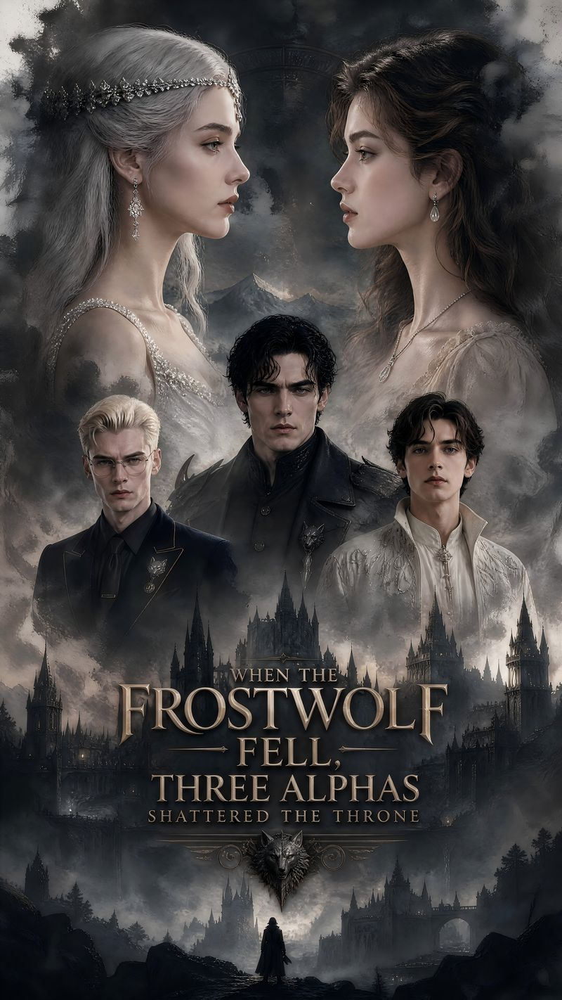 WHEN THE
FROSTWOLF
FELL,
THREE ALPHAS
SHATTERED THE THRONE